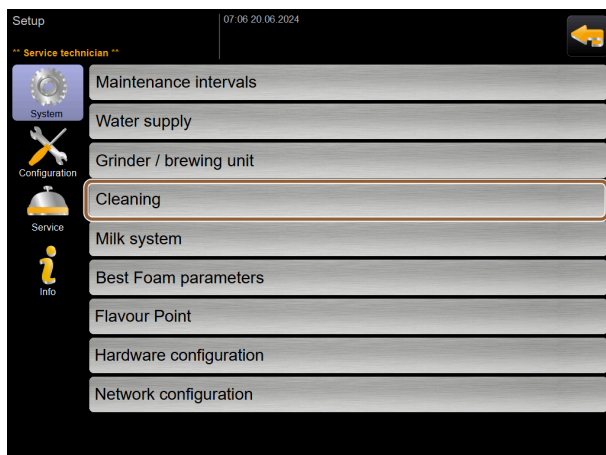 Setup
07:06 20.06.2024
** Service technician **
System
Configuration
Service
Info
Maintenance intervals
Water supply
Grinder / brewing unit
Cleaning
Milk system
Best Foam parameters
Flavour Point
Hardware configuration
Network configuration